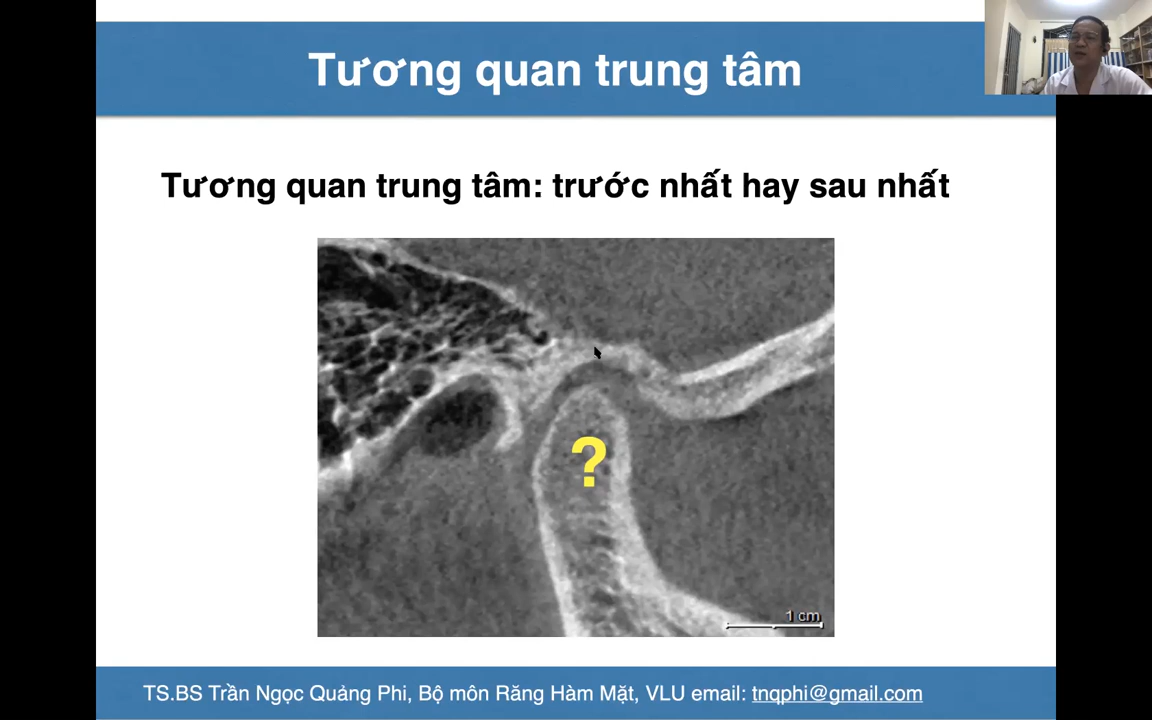 Tương quan trung tâm
Tương quan trung tâm: trước nhất hay sau nhất
?
1 cm
TS.BS Trần Ngọc Quảng Phi, Bộ môn Răng Hàm Mặt, VLU email: tnqphi@gmail.com